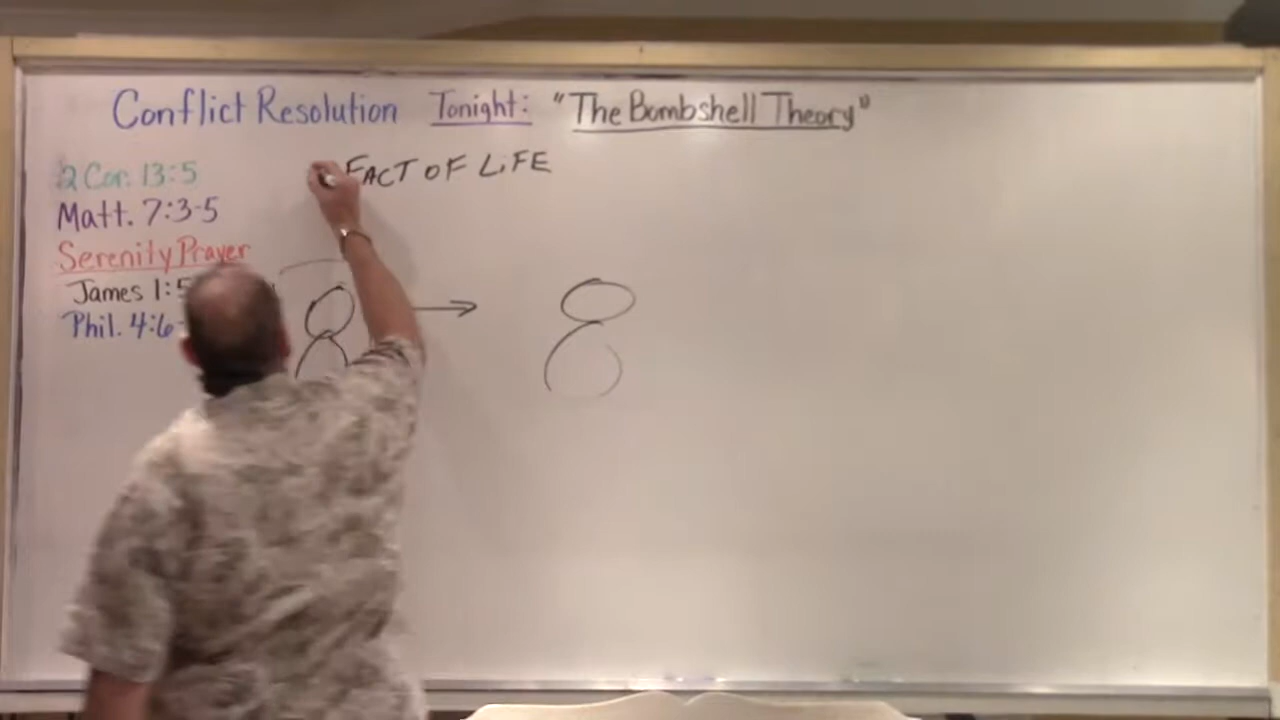 Conflict Resolution Tonight: "The Bombshell Theory"
FACT OF LiFE
2 Cor. 13:5
Matt. 7:3-5
Serenity Prayer
James 1:5
Phil. 4:6-